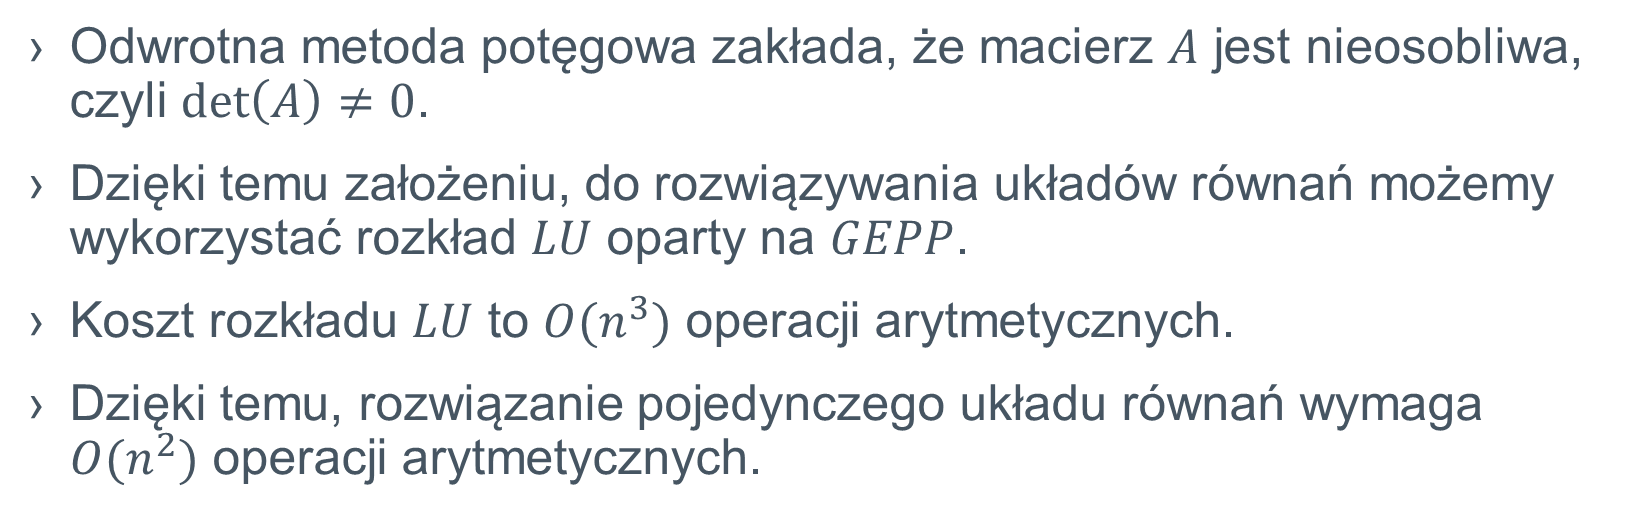 › Odwrotna metoda potęgowa zakłada, że macierz 𝐴 jest nieosobliwa,
czyli det(𝐴) ≠ 0.
› Dzięki temu założeniu, do rozwiązywania układów równań możemy
wykorzystać rozkład 𝐿𝑈 oparty na 𝐺𝐸𝑃𝑃.
› Koszt rozkładu 𝐿𝑈 to 𝑂(𝑛³) operacji arytmetycznych.
› Dzięki temu, rozwiązanie pojedynczego układu równań wymaga
𝑂(𝑛²) operacji arytmetycznych.